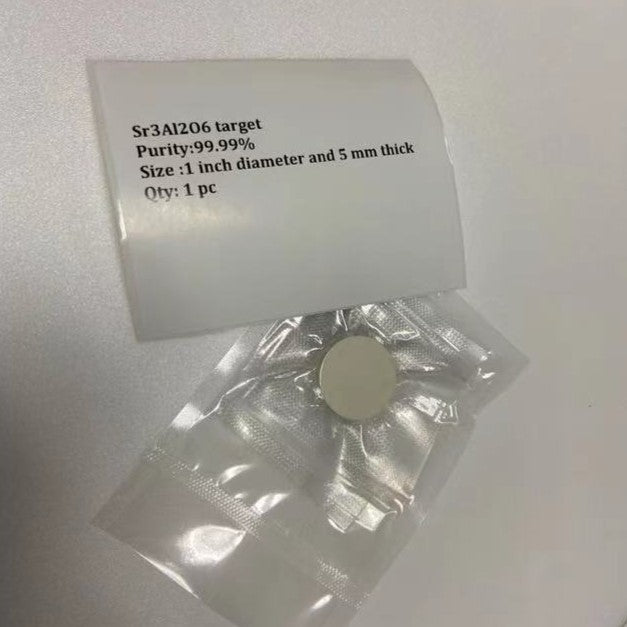 Sr3Al2O6 target
Purity:99.99%
Size :1 inch diameter and 5 mm thick
Qty: 1 pc